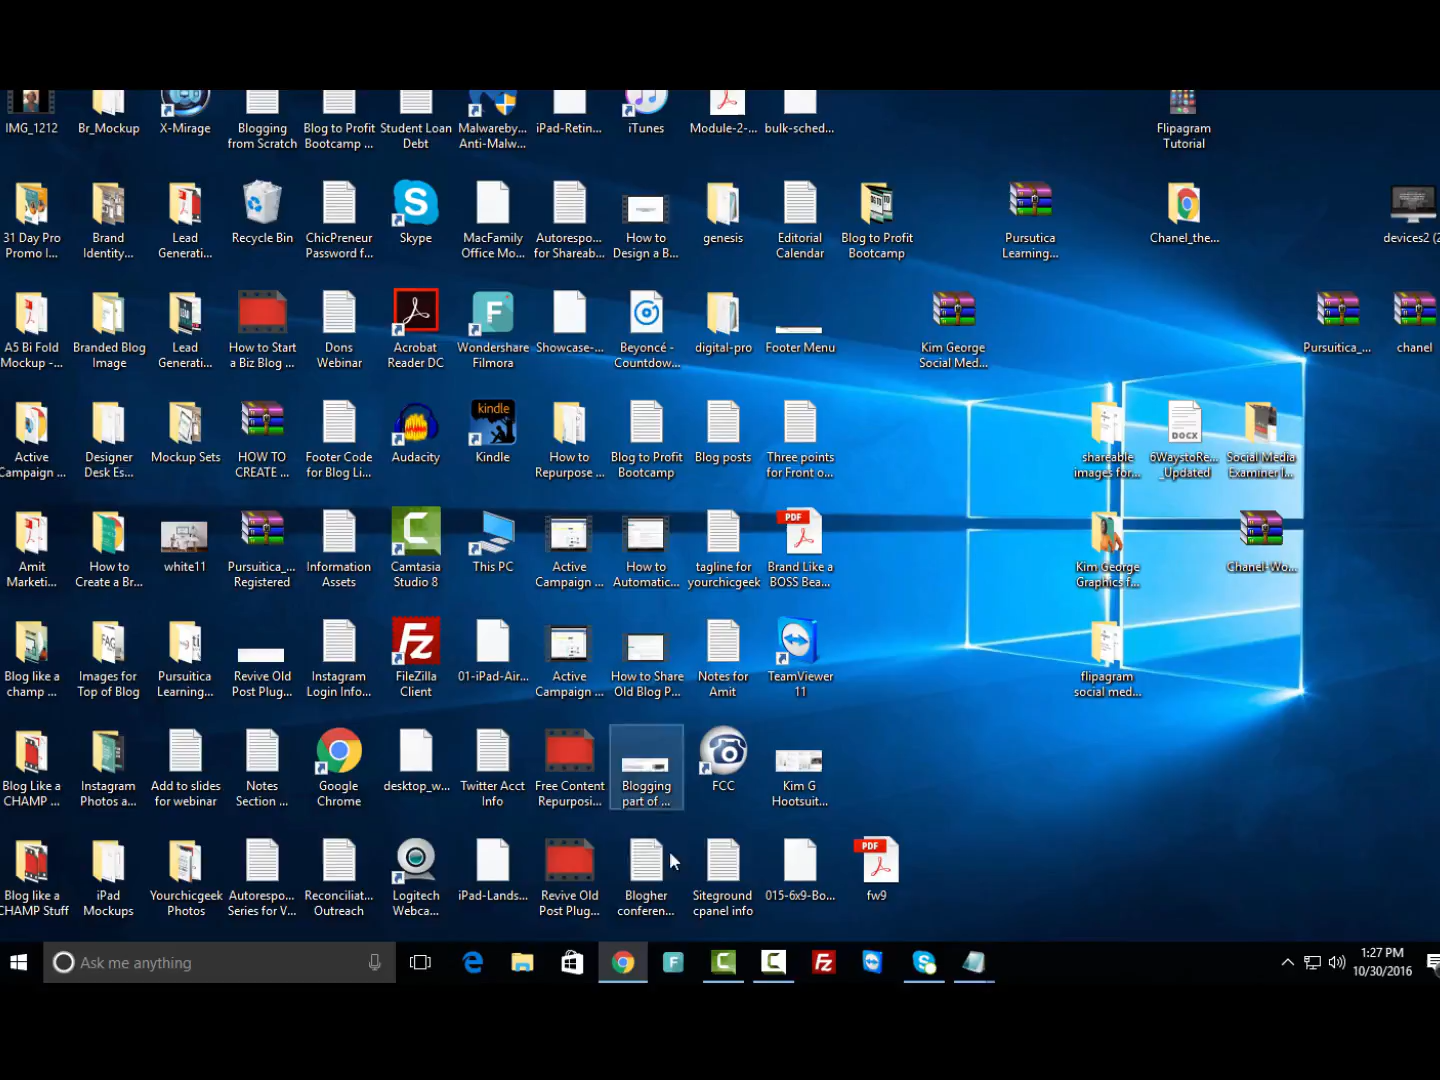 IMG_1212
Br_Mockup
X-Mirage
Blogging
from Scratch
Blog to Profit
Bootcamp ...
Student Loan
Debt
Malwareby...
Anti-Malw...
iPad-Retin...
iTunes
Module-2-...
bulk-sched...
Flipagram
Tutorial
31 Day Pro
Promo I...
Brand
Identity...
Lead
Generati...
Recycle Bin
ChicPreneur
Password f...
Skype
MacFamily
Office Mo...
Autorespo...
for Shareab...
How to
Design a B...
genesis
Editorial
Calendar
Blog to Profit
Bootcamp
Pursutica
Learning...
Chanel_the...
devices2 (2
A5 Bi Fold
Mockup -...
Branded Blog
Image
Lead
Generati...
How to Start
a Biz Blog ...
Dons
Webinar
Acrobat
Reader DC
Wondershare
Filmora
Showcase-...
Beyoncé -
Countdow...
digital-pro
Footer Menu
Kim George
Social Med...
Pursuitica_...
chanel
Active
Campaign ...
Designer
Desk Es...
Mockup Sets
HOW TO
CREATE ...
Footer Code
for Blog Li...
Audacity
kindle
Kindle
How to
Repurpose ...
Blog to Profit
Bootcamp
Blog posts
Three points
for Front o...
shareable
images for...
DOCX
6WaystoRe...
_Updated
Social Media
Examiner I...
Amit
Marketi...
How to
Create a Br...
white11
Pursuitica_...
Registered
Information
Assets
Camtasia
Studio 8
This PC
Active
Campaign ...
How to
Automatic...
tagline for
yourchicgeek
PDF
Brand Like a
BOSS Bea...
Kim George
Graphics f...
Chanel-Wo...
Blog like a
champ ...
Images for
Top of Blog
Pursuitica
Learning...
Revive Old
Post Plug...
Instagram
Login Info...
FileZilla
Client
01-iPad-Air...
Active
Campaign ...
How to Share
Old Blog P...
Notes for
Amit
TeamViewer
11
flipagram
social med...
Blog Like a
CHAMP ...
Instagram
Photos a...
Add to slides
for webinar
Notes
Section ...
Google
Chrome
desktop_w...
Twitter Acct
Info
Free Content
Repurposi...
Blogging
part of ...
FCC
Kim G
Hootsuit...
Blog like a
CHAMP Stuff
iPad
Mockups
Yourchicgeek
Photos
Autorespo...
Series for V...
Reconciliat...
Outreach
Logitech
Webca...
iPad-Lands...
Revive Old
Post Plug...
Blogher
conferen...
Siteground
cpanel info
015-6x9-Bo...
PDF
fw9
Ask me anything
1:27 PM
10/30/2016